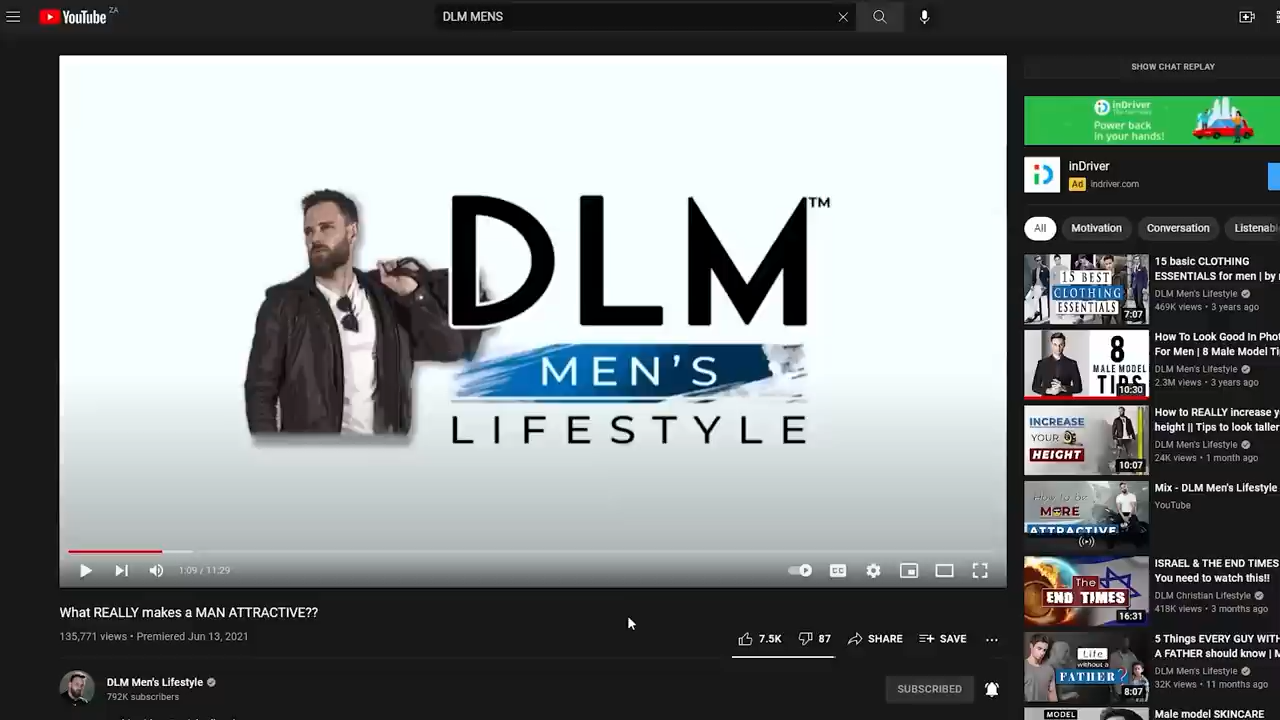 YouTube ZA
DLM MENS
SHOW CHAT REPLAY
DLM™
MEN'S
LIFESTYLE
1:09 / 11:29
CC
What REALLY makes a MAN ATTRACTIVE??
135,771 views • Premiered Jun 13, 2021
7.5K
87
SHARE
SAVE
DLM Men's Lifestyle
792K subscribers
SUBSCRIBED
inDriver
Power back
in your hands!
inDriver
Ad indriver.com
All
Motivation
Conversation
15 BEST
CLOTHING
ESSENTIALS
7:07
15 basic CLOTHING
ESSENTIALS for men | by
DLM Men's Lifestyle
469K views • 3 years ago
8
MALE MODEL
TIPS
10:30
How To Look Good In
For Men | 8 Male Model
DLM Men's Lifestyle
2.3M views • 3 years ago
INCREASE
YOUR
HEIGHT
10:07
How to REALLY increase
height || Tips to look taller
DLM Men's Lifestyle
24K views • 1 month ago
How to be
MORE
ATTRACTIVE
Mix - DLM Men's Lifestyle
YouTube
The
END TIMES
16:31
ISRAEL & THE END TIMES
You need to watch this!!
DLM Christian Lifestyle
418K views • 3 months ago
Life
without a
FATHER?
8:07
5 Things EVERY GUY
A FATHER should know |
DLM Men's Lifestyle
32K views • 11 months ago
MODEL
Male model SKINCARE